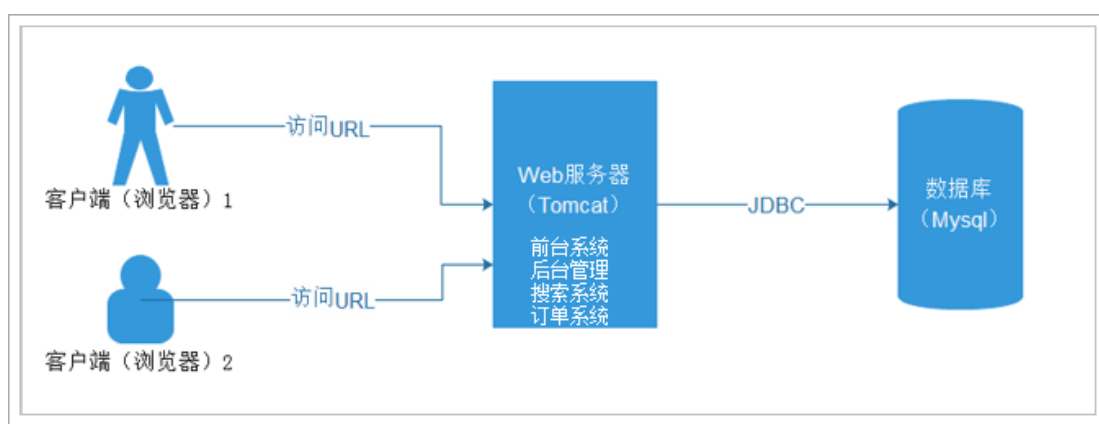 访问URL
客户端（浏览器）1
Web服务器
（Tomcat）
前台系统
后台管理
搜索系统
订单系统
JDBC
数据库
（Mysql）
访问URL
客户端（浏览器）2